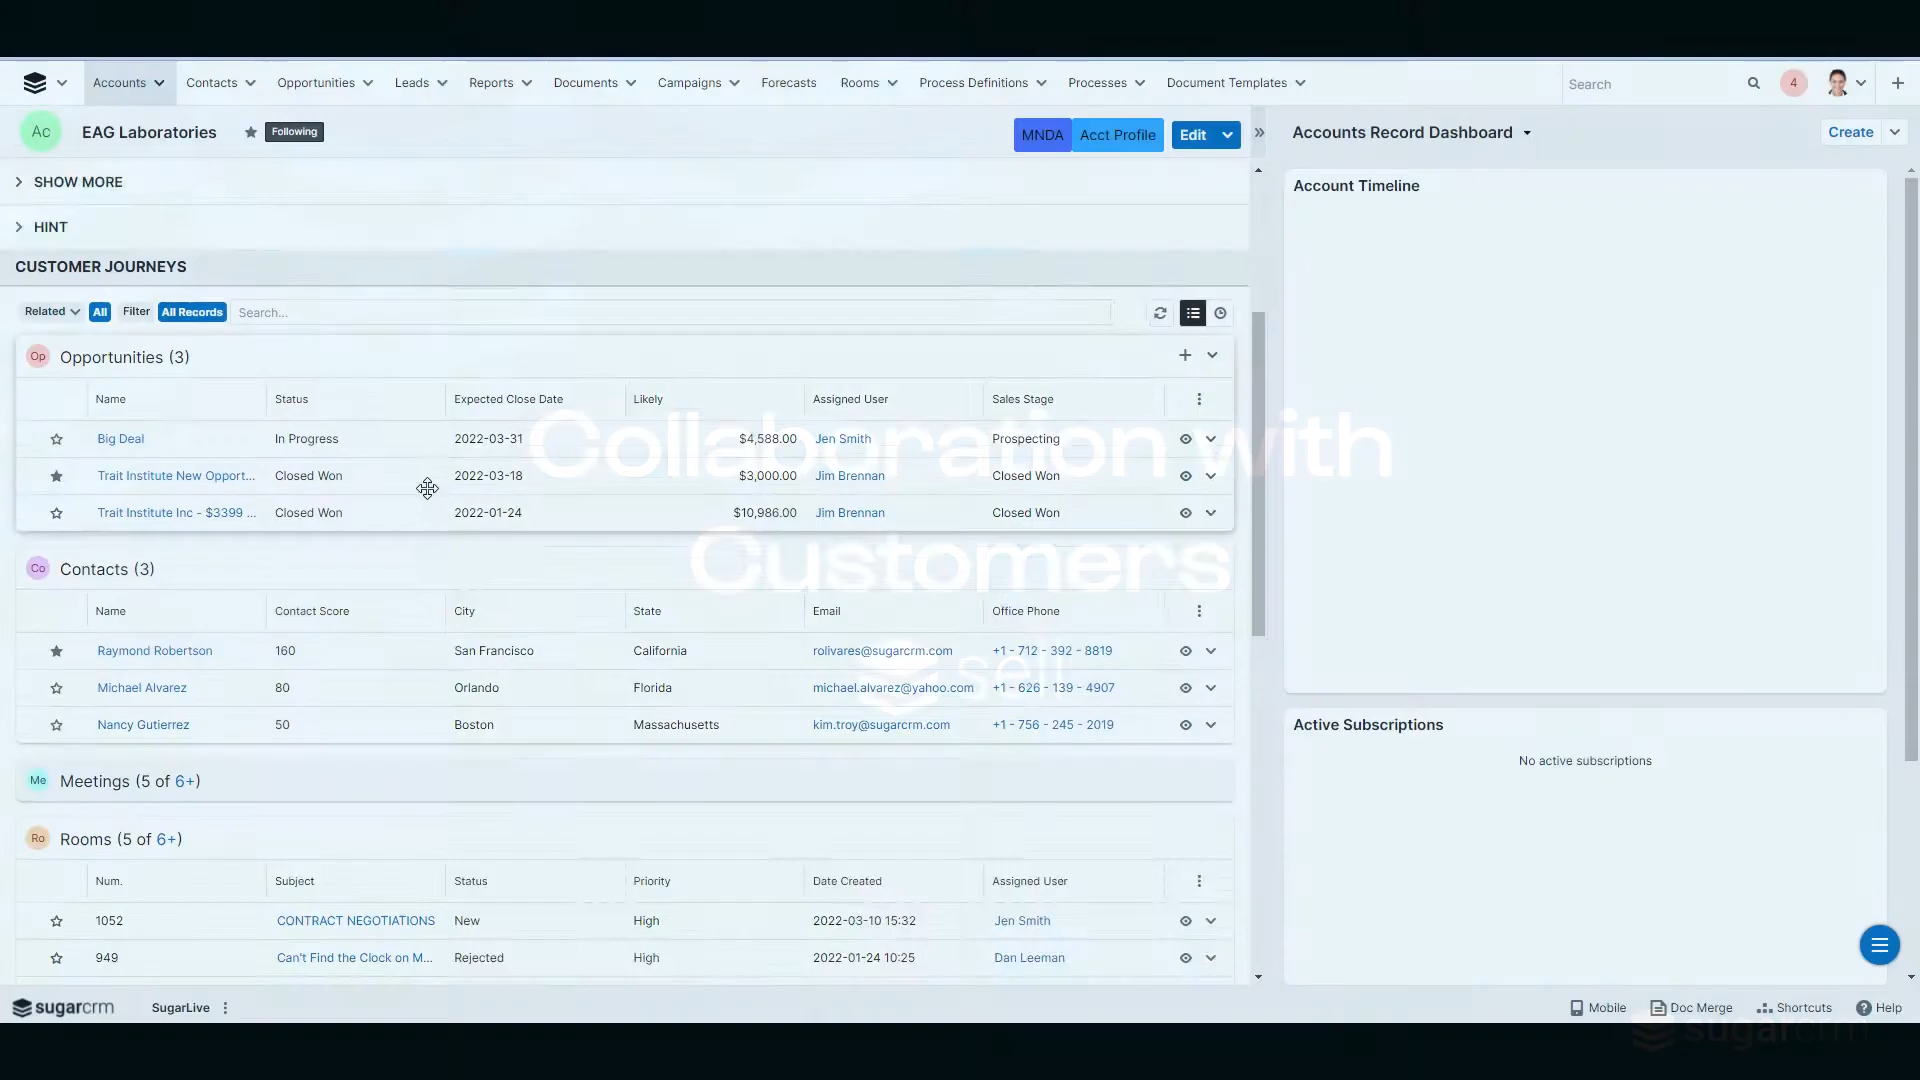 Accounts Contacts Opportunities Leads Reports Documents Campaigns Forecasts Rooms Process Definitions Processes Document Templates Search 4
Ac EAG Laboratories Following MNDA Acct Profile Edit
Accounts Record Dashboard Create
SHOW MORE
HINT
CUSTOMER JOURNEYS
Related All Filter All Records Search...
Op Opportunities (3)
Name Status Expected Close Date Likely Assigned User Sales Stage
Big Deal In Progress 2022-03-31 $4,588.00 Jen Smith Prospecting
Trait Institute New Opport... Closed Won 2022-03-18 $3,000.00 Jim Brennan Closed Won
Trait Institute Inc - $3399 ... Closed Won 2022-01-24 $10,986.00 Jim Brennan Closed Won
Collaboration with
Customers
sell
Co Contacts (3)
Name Contact Score City State Email Office Phone
Raymond Robertson 160 San Francisco California rolivares@sugarcrm.com +1 - 712 - 392 - 8819
Michael Alvarez 80 Orlando Florida michael.alvarez@yahoo.com +1 - 626 - 139 - 4907
Nancy Gutierrez 50 Boston Massachusetts kim.troy@sugarcrm.com +1 - 756 - 245 - 2019
Me Meetings (5 of 6+)
Ro Rooms (5 of 6+)
Num. Subject Status Priority Date Created Assigned User
1052 CONTRACT NEGOTIATIONS New High 2022-03-10 15:32 Jen Smith
949 Can't Find the Clock on M... Rejected High 2022-01-24 10:25 Dan Leeman
Account Timeline
Active Subscriptions
No active subscriptions
sugarcrm SugarLive Mobile Doc Merge Shortcuts Help
sugarcrm